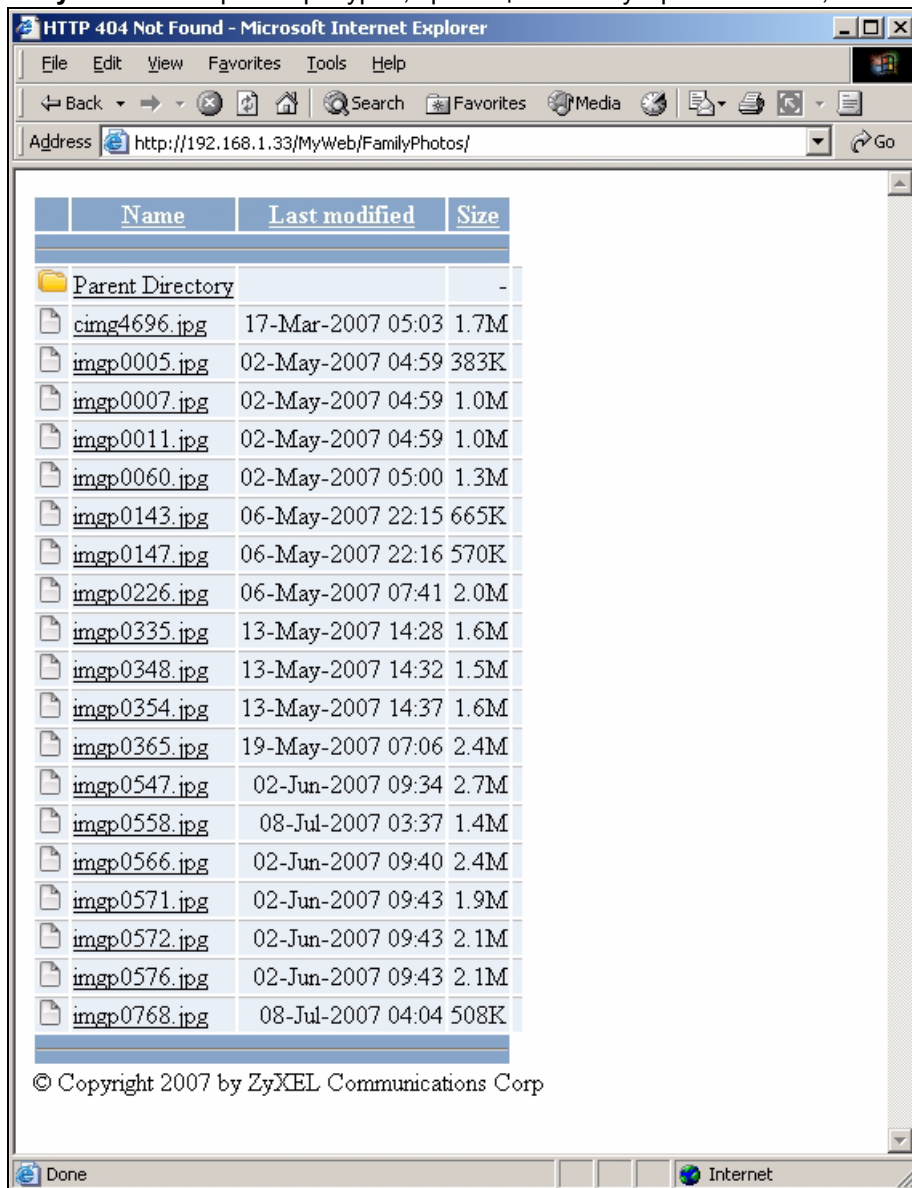 HTTP 404 Not Found - Microsoft Internet Explorer
File Edit View Favorites Tools Help
Back Search Favorites Media
Address http://192.168.1.33/MyWeb/FamilyPhotos/ Go
Name Last modified Size
Parent Directory -
cimg4696.jpg 17-Mar-2007 05:03 1.7M
imgp0005.jpg 02-May-2007 04:59 383K
imgp0007.jpg 02-May-2007 04:59 1.0M
imgp0011.jpg 02-May-2007 04:59 1.0M
imgp0060.jpg 02-May-2007 05:00 1.3M
imgp0143.jpg 06-May-2007 22:15 665K
imgp0147.jpg 06-May-2007 22:16 570K
imgp0226.jpg 06-May-2007 07:41 2.0M
imgp0335.jpg 13-May-2007 14:28 1.6M
imgp0348.jpg 13-May-2007 14:32 1.5M
imgp0354.jpg 13-May-2007 14:37 1.6M
imgp0365.jpg 19-May-2007 07:06 2.4M
imgp0547.jpg 02-Jun-2007 09:34 2.7M
imgp0558.jpg 08-Jul-2007 03:37 1.4M
imgp0566.jpg 02-Jun-2007 09:40 2.4M
imgp0571.jpg 02-Jun-2007 09:43 1.9M
imgp0572.jpg 02-Jun-2007 09:43 2.1M
imgp0576.jpg 02-Jun-2007 09:43 2.1M
imgp0768.jpg 08-Jul-2007 04:04 508K
© Copyright 2007 by ZyXEL Communications Corp
Done Internet